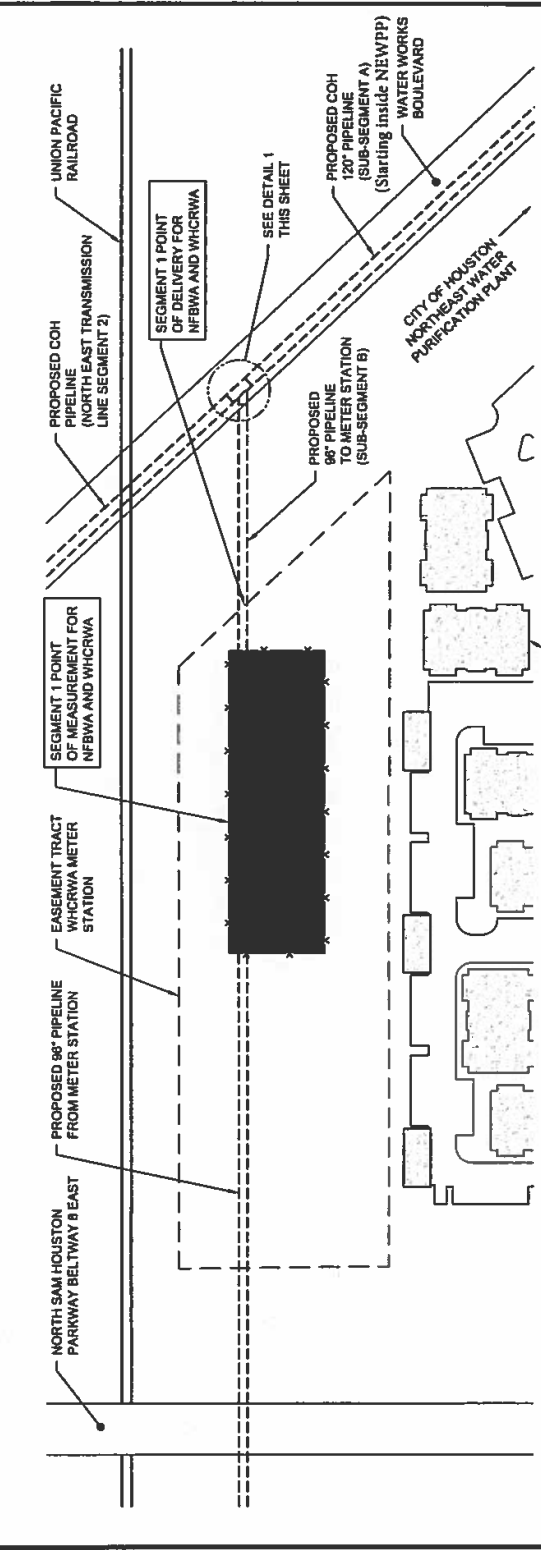 NORTH SAM HOUSTON
PARKWAY BELTWAY 8 EAST
PROPOSED 96" PIPELINE
FROM METER STATION
EASEMENT TRACT
WHCRWA METER
STATION
SEGMENT 1 POINT
OF MEASUREMENT FOR
NFBWA AND WHCRWA
PROPOSED COH
PIPELINE
(NORTH EAST TRANSMISSION
LINE SEGMENT 2)
UNION PACIFIC
RAILROAD
SEGMENT 1 POINT
OF DELIVERY FOR
NFBWA AND WHCRWA
SEE DETAIL 1
THIS SHEET
PROPOSED COH
120" PIPELINE
(SUB-SEGMENT A)
(Starting inside NEWPP)
WATER WORKS
BOULEVARD
PROPOSED
96" PIPELINE
TO METER STATION
(SUB-SEGMENT B)
CITY OF HOUSTON
NORTHEAST WATER
PURIFICATION PLANT